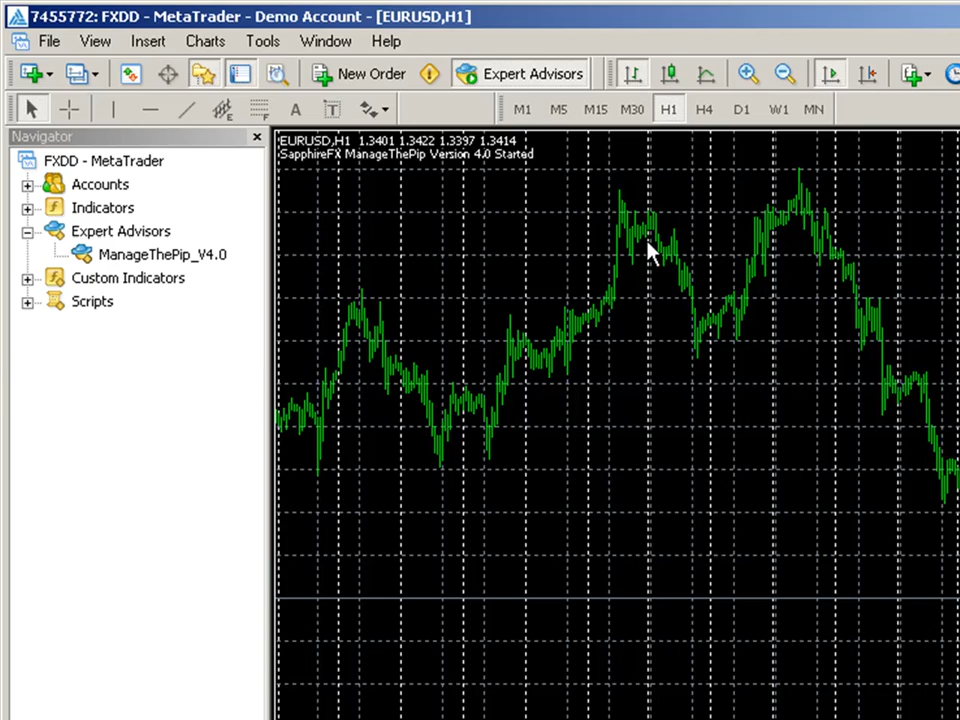 7455772: FXDD - MetaTrader - Demo Account - [EURUSD,H1]
File View Insert Charts Tools Window Help
New Order Expert Advisors
A T M1 M5 M15 M30 H1 H4 D1 W1 MN
Navigator
FXDD - MetaTrader
Accounts
Indicators
Expert Advisors
ManageThePip_V4.0
Custom Indicators
Scripts
EURUSD,H1 1.3401 1.3422 1.3397 1.3414
SapphireFX ManageThePip Version 4.0 Started